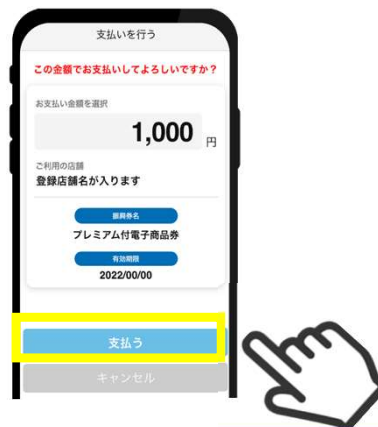 支払いを行う
この金額でお支払いしてよろしいですか？
お支払い金額を選択
1,000 円
ご利用の店舗
登録店舗名が入ります
振興券名
プレミアム付電子商品券
有効期限
2022/00/00
支払う
キャンセル